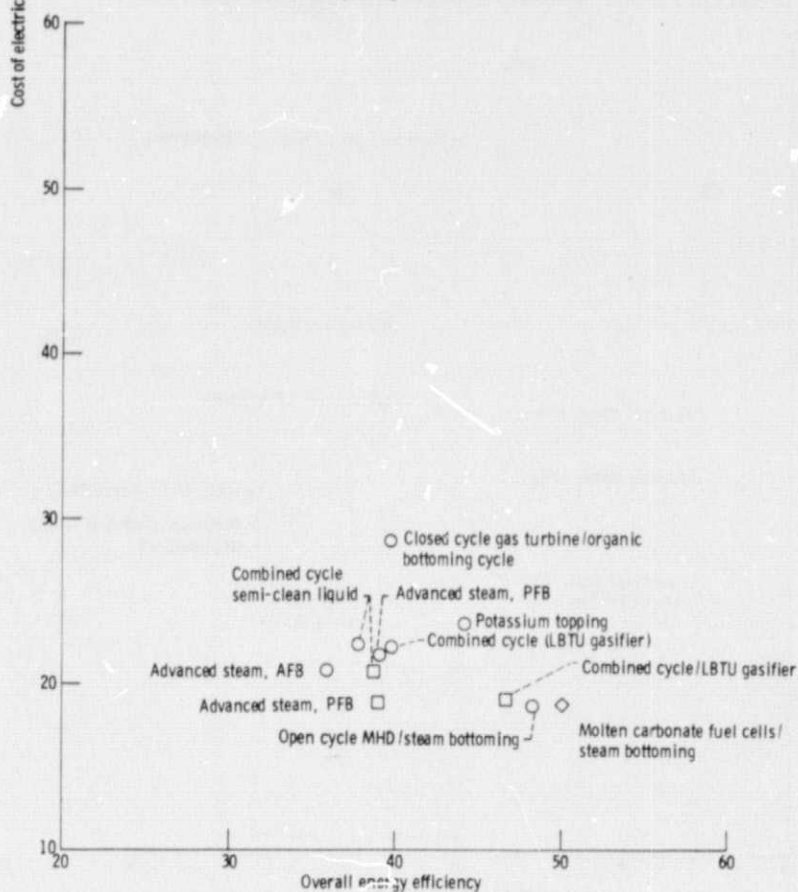 Cost of electric
60
50
40
30
20
10
Closed cycle gas turbine/organic
bottoming cycle
Combined cycle
semi-clean liquid
Advanced steam, PFB
Potassium topping
Combined cycle (LBTU gasifier)
Advanced steam, AFB
Combined cycle/LBTU gasifier
Advanced steam, PFB
Open cycle MHD/steam bottoming
Molten carbonate fuel cells/
steam bottoming
20
30
40
50
60
Overall energy efficiency